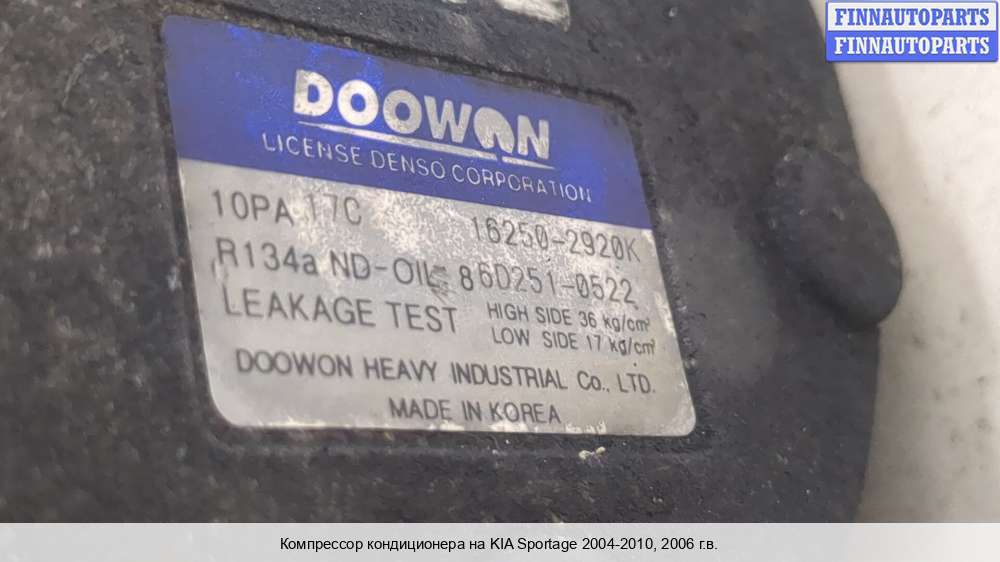 FINNAUTOPARTS
FINNAUTOPARTS
DOOWON
LICENSE DENSO CORPORATION
10PA 17C 16250-2920K
R134a ND-OIL 8 6D251-0522
LEAKAGE TEST HIGH SIDE 36 kg/cm²
LOW SIDE 17 kg/cm²
DOOWON HEAVY INDUSTRIAL Co., LTD.
MADE IN KOREA
Компрессор кондиционера на KIA Sportage 2004-2010, 2006 г.в.